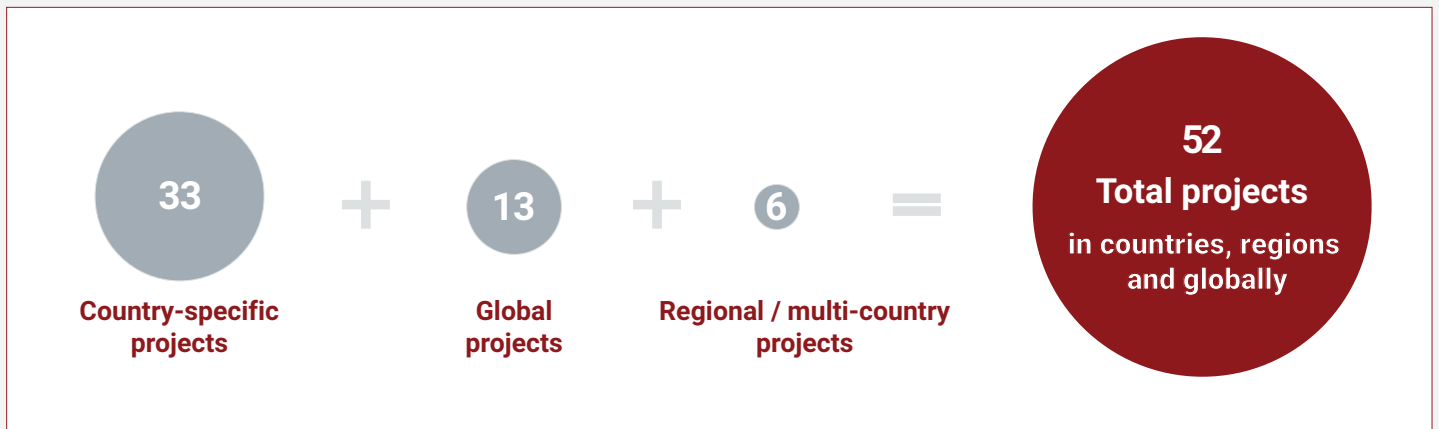 33
+
13
+
6
=
52
Total projects
in countries, regions
and globally
Country-specific
projects
Global
projects
Regional / multi-country
projects